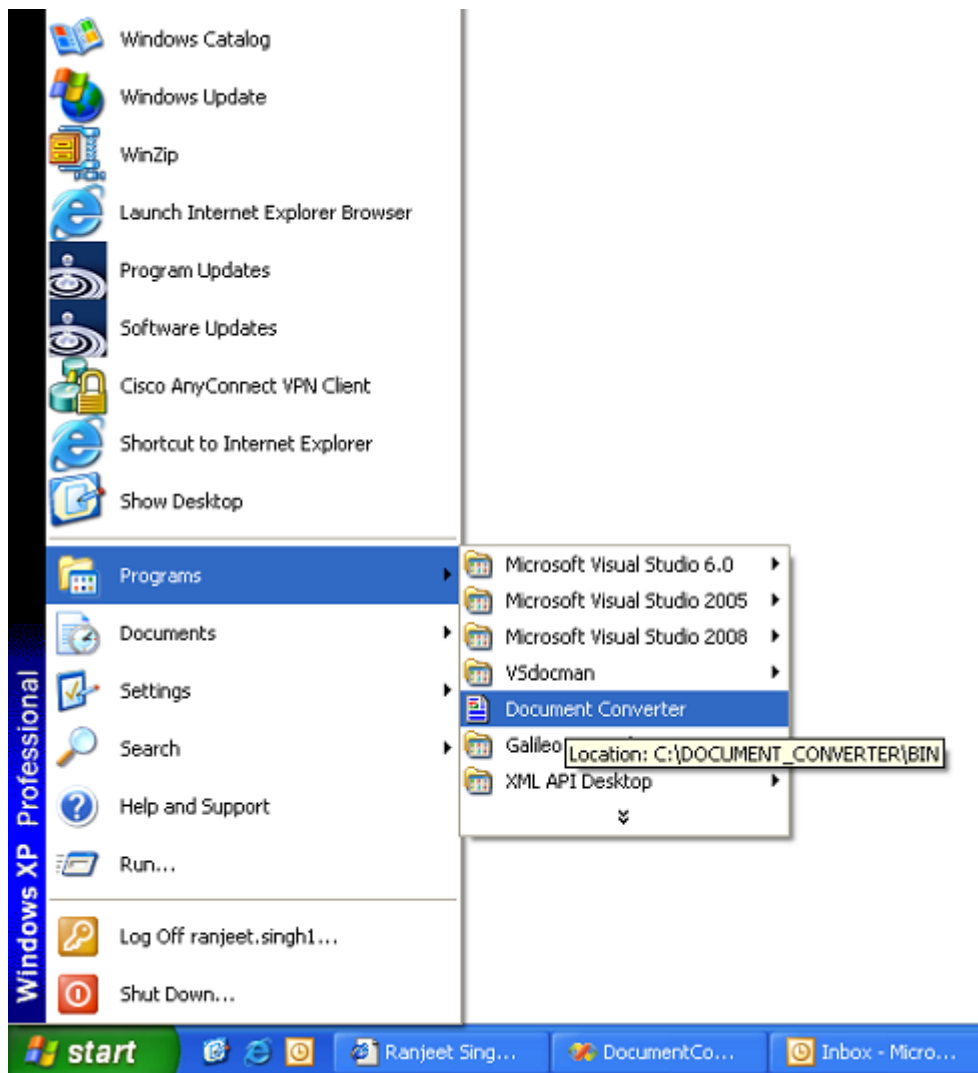 Windows Catalog
Windows Update
WinZip
Launch Internet Explorer Browser
Program Updates
Software Updates
Cisco AnyConnect VPN Client
Shortcut to Internet Explorer
Show Desktop
Programs
Documents
Settings
Search
Help and Support
Run...
Log Off ranjeet.singh1...
Shut Down...
Windows XP Professional
Microsoft Visual Studio 6.0
Microsoft Visual Studio 2005
Microsoft Visual Studio 2008
VSdocman
Document Converter
Galileo
Location: C:\DOCUMENT_CONVERTER\BIN
XML API Desktop
start
Ranjeet Sing...
DocumentCo...
Inbox - Micro...